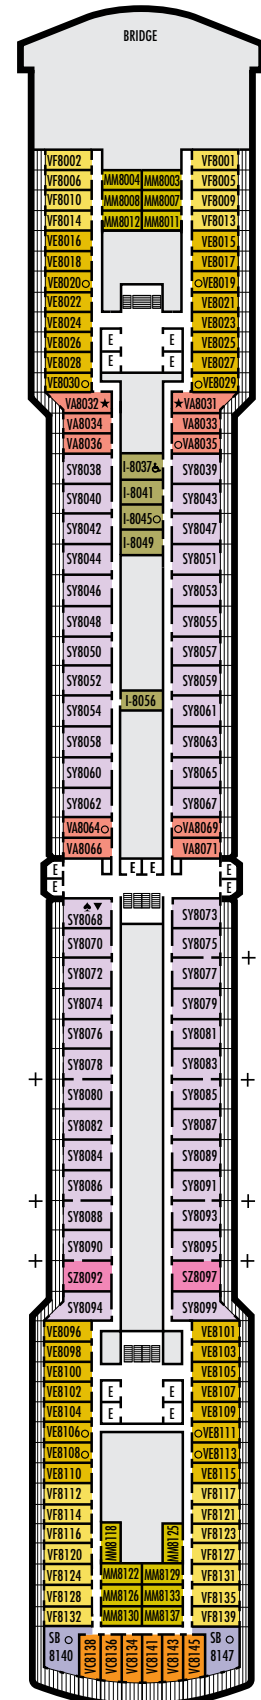 BRIDGE
VF8002 VF8001
VF8006 MM8004 MM8003 VF8005
VF8010 MM8008 MM8007 VF8009
VF8014 MM8012 MM8011 VF8013
VE8016 VE8015
VE8018 VE8017
VE8020 VE8019
VE8022 VE8021
VE8024 VE8023
VE8026 E E VE8025
VE8028 E E VE8027
VE8030 VE8029
VA8032 ★ ★ VA8031
VA8034 VA8033
VA8036 VA8035
SY8038 I-8037 SY8039
SY8040 I-8041 SY8043
SY8042 I-8045 SY8047
SY8044 I-8049 SY8051
SY8046 SY8053
SY8048 SY8055
SY8050 SY8057
SY8052 SY8059
SY8054 I-8056 SY8061
SY8058 SY8063
SY8060 SY8065
SY8062 SY8067
VA8064 VA8069
VA8066 VA8071
E E E E
E E
♠▼
SY8068 SY8073
SY8070 SY8075
SY8072 SY8077
SY8074 SY8079
SY8076 SY8081
SY8078 SY8083
SY8080 SY8085
SY8082 SY8087
SY8084 SY8089
SY8086 SY8091
SY8088 SY8093
SY8090 SY8095
SZ8092 SZ8097
SY8094 SY8099
VE8096 VE8101
VE8098 VE8103
VE8100 VE8105
VE8102 E E VE8107
VE8104 E E VE8109
VE8106 VE8111
VE8108 VE8113
VE8110 VE8115
VF8112 VF8117
VF8114 VF8121
VF8116 MM8118 MM8125 VF8123
VF8120 VF8127
VF8124 MM8122 MM8129 VF8131
VF8128 MM8126 MM8133 VF8135
VF8132 MM8130 MM8137 VF8139
SB 8140 VC8138 VC8136 VC8134 VC8141 VC8143 VC8145 SB 8147